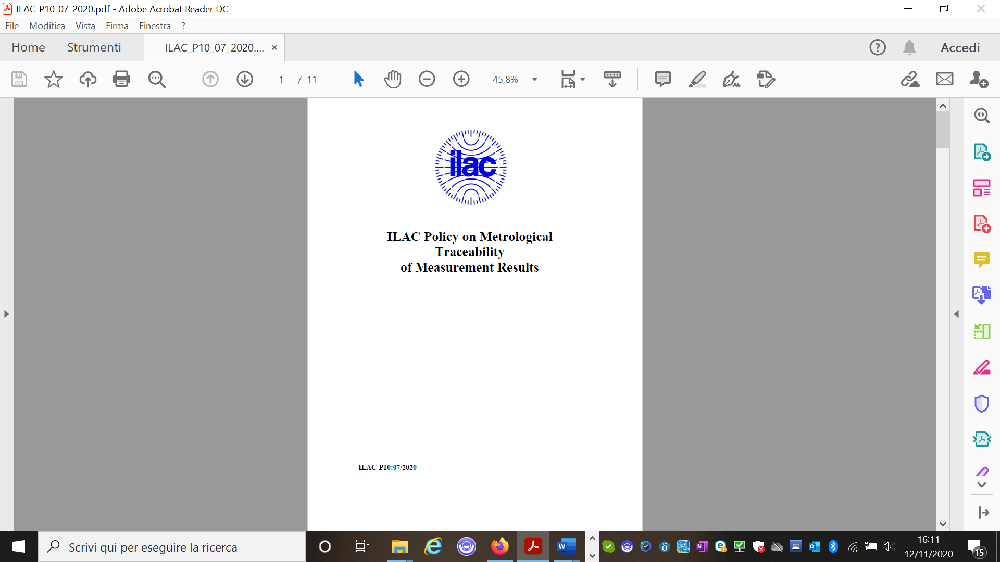 ILAC_P10_07_2020.pdf - Adobe Acrobat Reader DC
File Modifica Vista Firma Finestra ?
Home Strumenti ILAC_P10_07_2020.... × Accedi
1 / 11 45,8%
ilac
ILAC Policy on Metrological
Traceability
of Measurement Results
ILAC-P10:07/2020
Scrivi qui per eseguire la ricerca
16:11
12/11/2020
15